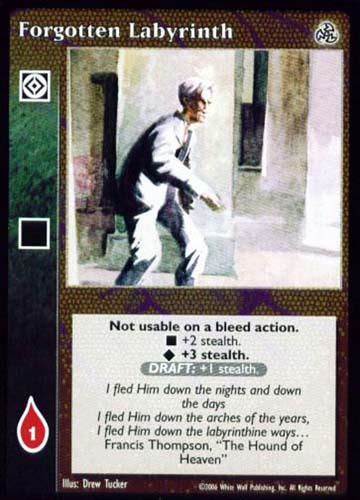 Forgotten Labyrinth
Not usable on a bleed action.
+2 stealth.
+3 stealth.
DRAFT: +1 stealth.
I fled Him down the nights and down
the days
I fled Him down the arches of the years,
I fled Him down the labyrinthine ways…
Francis Thompson, "The Hound of
Heaven"
1
Illus: Drew Tucker
©2006 White Wolf Publishing, Inc. All Rights Reserved